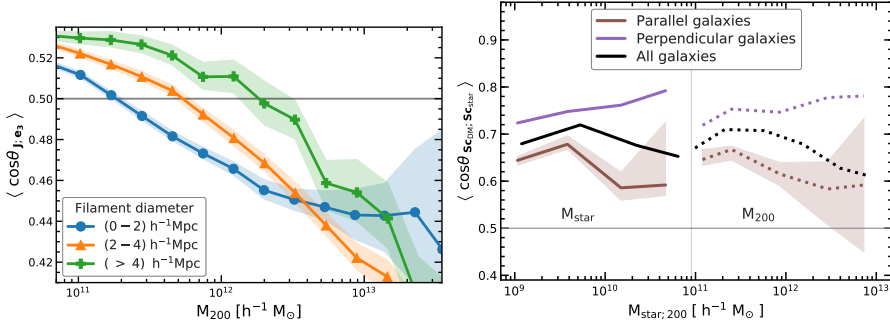 0.52
0.50
0.48
0.46
0.44
0.42
⟨ cosθ J; e3 ⟩
Filament diameter
(0 − 2) h⁻¹Mpc
(2 − 4) h⁻¹Mpc
( > 4) h⁻¹Mpc
10¹¹ 10¹² 10¹³
M₂₀₀ [h⁻¹ M⊙]
0.9
0.8
0.7
0.6
0.5
0.4
⟨ cosθ Sc_DM; Sc_star ⟩
Parallel galaxies
Perpendicular galaxies
All galaxies
M_star
M₂₀₀
10⁹ 10¹⁰ 10¹¹ 10¹² 10¹³
M_star; 200 [ h⁻¹ M⊙ ]